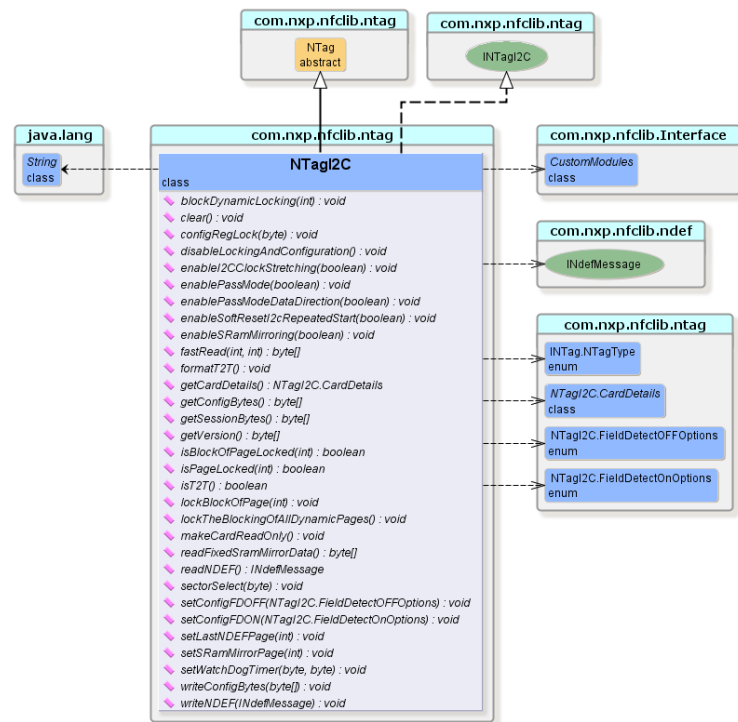 com.nxp.nfclib.ntag
NTag
abstract
com.nxp.nfclib.ntag
INTagI2C
java.lang
String
class
com.nxp.nfclib.ntag
NTagI2C
class
blockDynamicLocking(int) : void
clear() : void
configRegLock(byte) : void
disableLockingAndConfiguration() : void
enableI2CClockStretching(boolean) : void
enablePassMode(boolean) : void
enablePassModeDataDirection(boolean) : void
enableSoftResetI2cRepeatedStart(boolean) : void
enableSRamMirroring(boolean) : void
fastRead(int, int) : byte[]
formatT2T() : void
getCardDetails() : NTagI2C.CardDetails
getConfigBytes() : byte[]
getSessionBytes() : byte[]
getVersion() : byte[]
isBlockOfPageLocked(int) : boolean
isPageLocked(int) : boolean
isT2T() : boolean
lockBlockOfPage(int) : void
lockTheBlockingOfAllDynamicPages() : void
makeCardReadOnly() : void
readFixedSramMirrorData() : byte[]
readNDEF() : INdefMessage
sectorSelect(byte) : void
setConfigFDOFF(NTagI2C.FieldDetectOFFOptions) : void
setConfigFDON(NTagI2C.FieldDetectOnOptions) : void
setLastNDEFPage(int) : void
setSRamMirrorPage(int) : void
setWatchDogTimer(byte, byte) : void
writeConfigBytes(byte[]) : void
writeNDEF(INdefMessage) : void
com.nxp.nfclib.Interface
CustomModules
class
com.nxp.nfclib.ndef
INdefMessage
com.nxp.nfclib.ntag
INTag.NTagType
enum
NTagI2C.CardDetails
class
NTagI2C.FieldDetectOFFOptions
enum
NTagI2C.FieldDetectOnOptions
enum